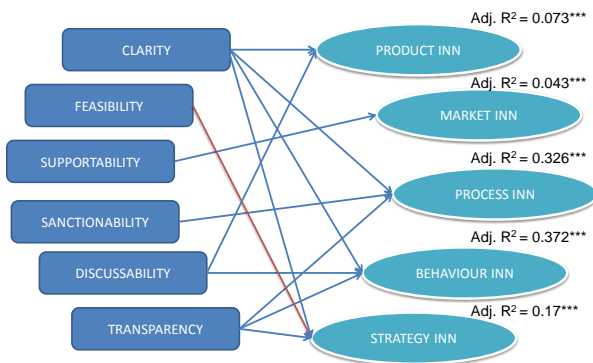 Adj. R² = 0.073***
CLARITY
PRODUCT INN
Adj. R² = 0.043***
FEASIBILITY
MARKET INN
SUPPORTABILITY
Adj. R² = 0.326***
PROCESS INN
SANCTIONABILITY
Adj. R² = 0.372***
DISCUSSABILITY
BEHAVIOUR INN
Adj. R² = 0.17***
TRANSPARENCY
STRATEGY INN